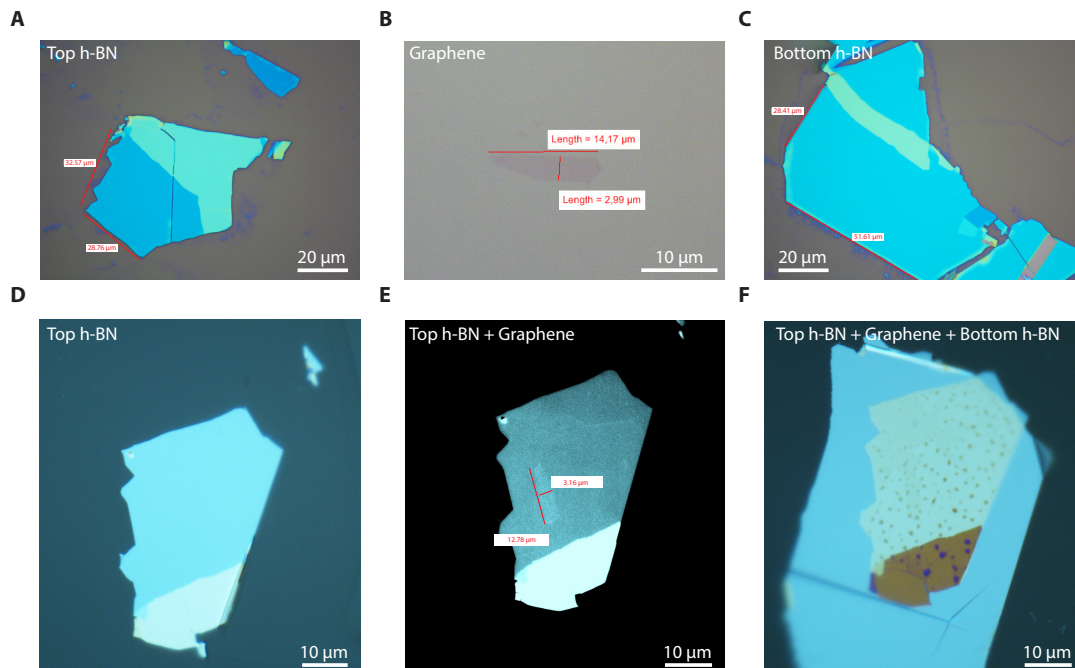 A
B
C
Top h-BN
Graphene
Bottom h-BN
32.57 µm
28.76 µm
20 µm
Length = 14,17 µm
Length = 2,99 µm
10 µm
28.41 µm
51.61 µm
20 µm
D
E
F
Top h-BN
Top h-BN + Graphene
Top h-BN + Graphene + Bottom h-BN
10 µm
3.16 µm
12.78 µm
10 µm
10 µm